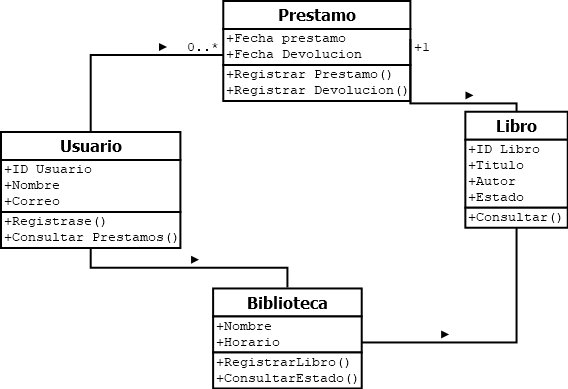 Prestamo
+Fecha prestamo
+Fecha Devolucion
+Registrar Prestamo()
+Registrar Devolucion()
0..*
+1
Usuario
+ID Usuario
+Nombre
+Correo
+Registrase()
+Consultar Prestamos()
Libro
+ID Libro
+Titulo
+Autor
+Estado
+Consultar()
Biblioteca
+Nombre
+Horario
+RegistrarLibro()
+ConsultarEstado()